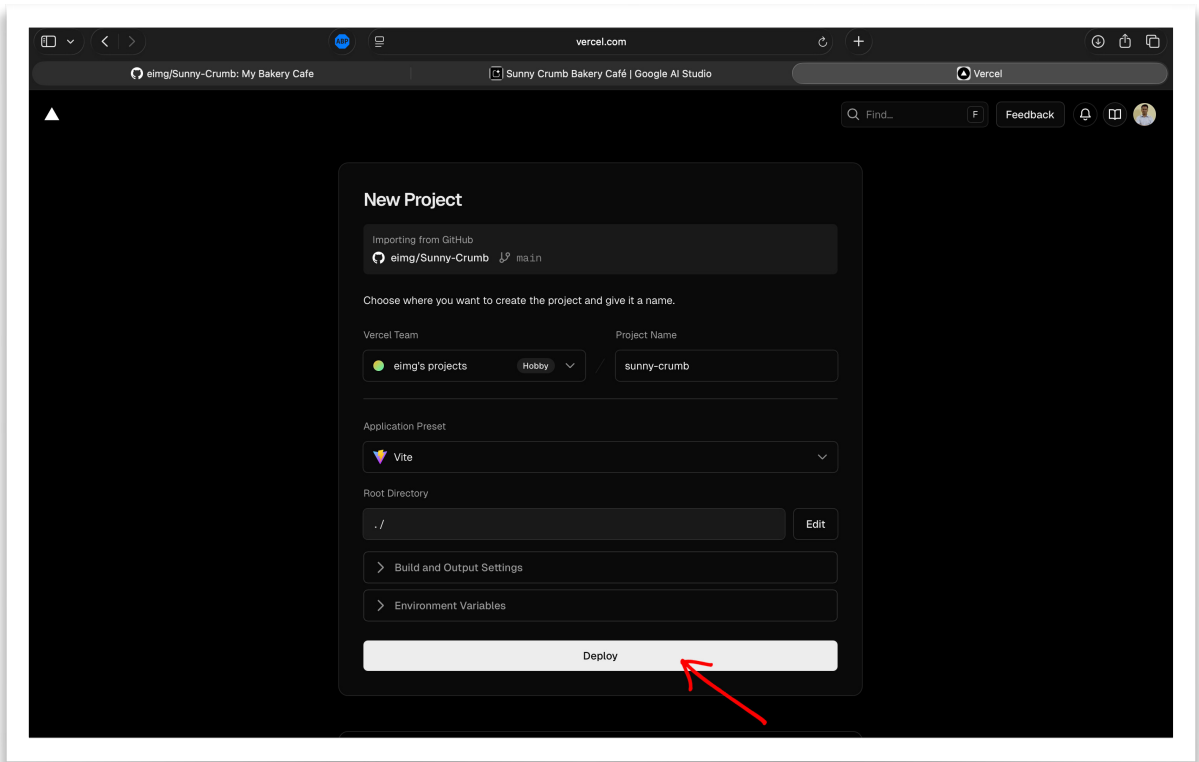 ABP
vercel.com
eimg/Sunny-Crumb: My Bakery Cafe
Sunny Crumb Bakery Café | Google AI Studio
Vercel
Find…
F
Feedback
New Project
Importing from GitHub
eimg/Sunny-Crumb main
Choose where you want to create the project and give it a name.
Vercel Team
Project Name
eimg's projects
Hobby
/
sunny-crumb
Application Preset
Vite
Root Directory
./
Edit
Build and Output Settings
Environment Variables
Deploy